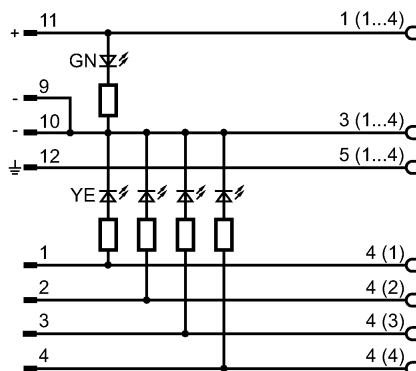 + 11 1 (1...4)
GN
- 9
- 10 3 (1...4)
12 5 (1...4)
YE
1 4 (1)
2 4 (2)
3 4 (3)
4 4 (4)